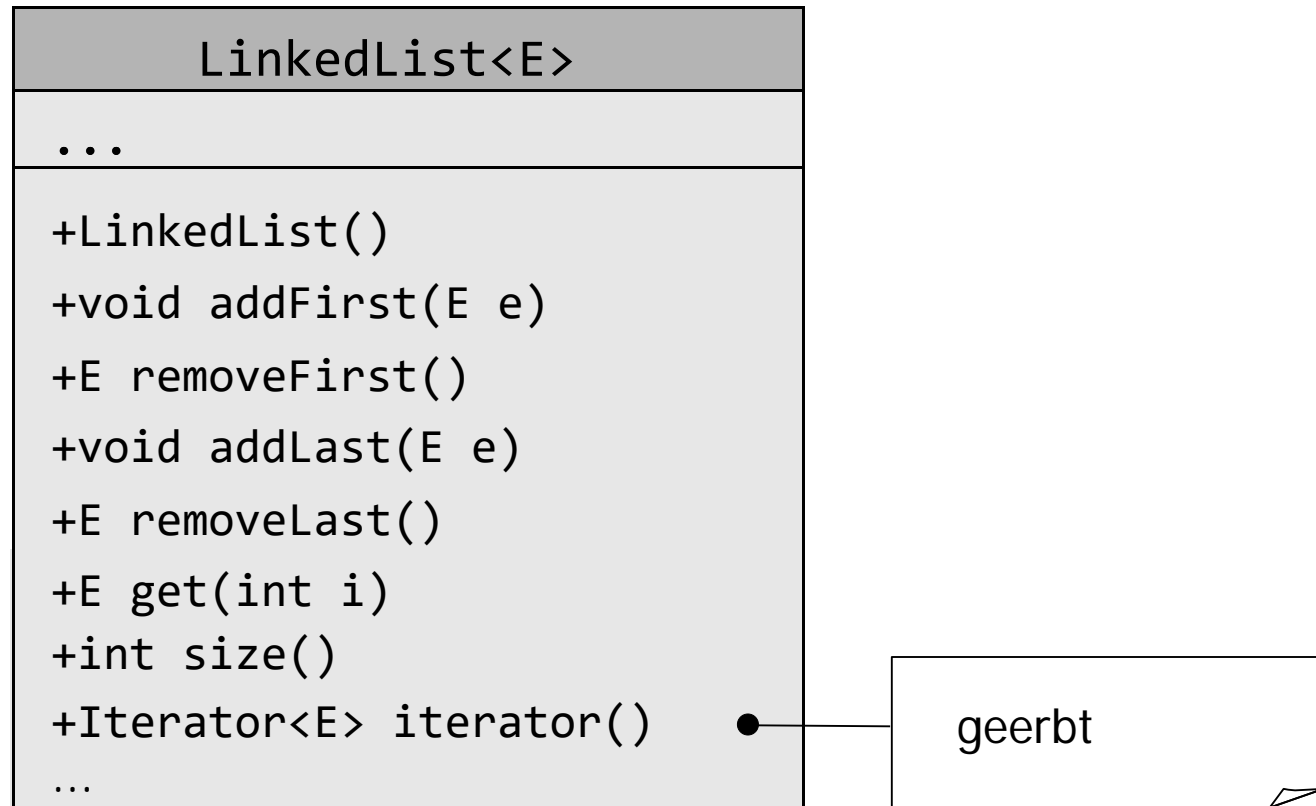 LinkedList<E>
...
+LinkedList()
+void addFirst(E e)
+E removeFirst()
+void addLast(E e)
+E removeLast()
+E get(int i)
+int size()
+Iterator<E> iterator()
geerbt
...